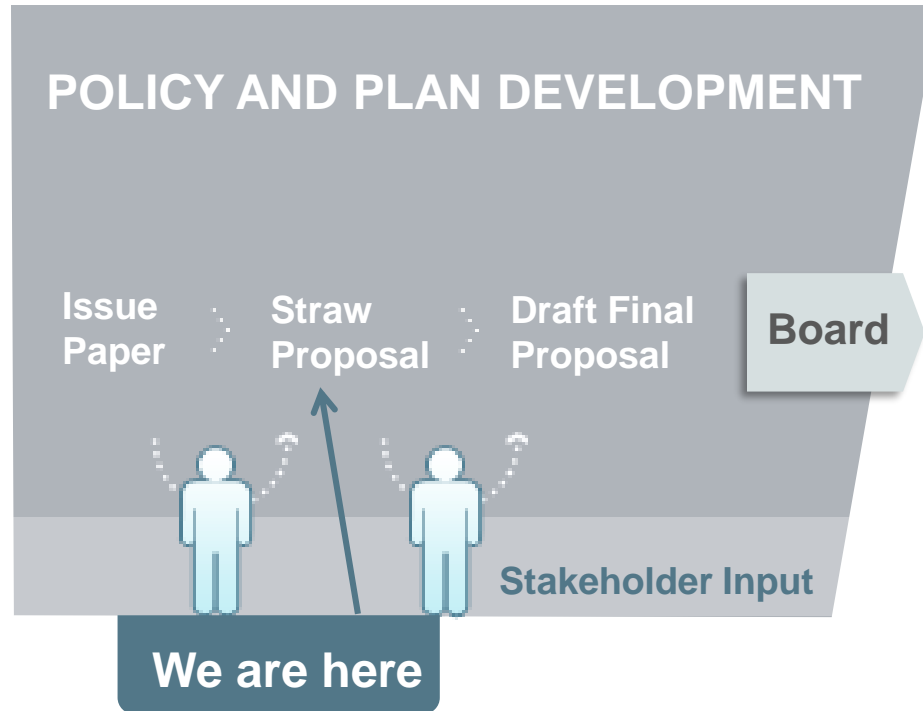 POLICY AND PLAN DEVELOPMENT
Issue
Paper
Straw
Proposal
Draft Final
Proposal
Board
Stakeholder Input
We are here